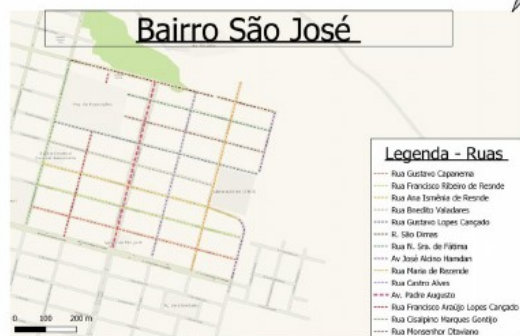 Bairro São José
Legenda - Ruas
Rua Gustavo Capanema
Rua Francisco Ribeiro de Resnde
Rua Ana Ismênia de Resnde
Rua Bnedito Valadares
Rua Gustavo Lopes Cançado
R. São Dimas
Rua N. Sra. de Fátima
Av José Alcino Hamdan
Rua Maria de Rezende
Rua Castro Alves
Av. Padre Augusto
Rua Francisco Araújo Lopes Cançado
Rua Cisalpino Marques Gontijo
Rua Monsenhor Otaviano
0 100 200 m